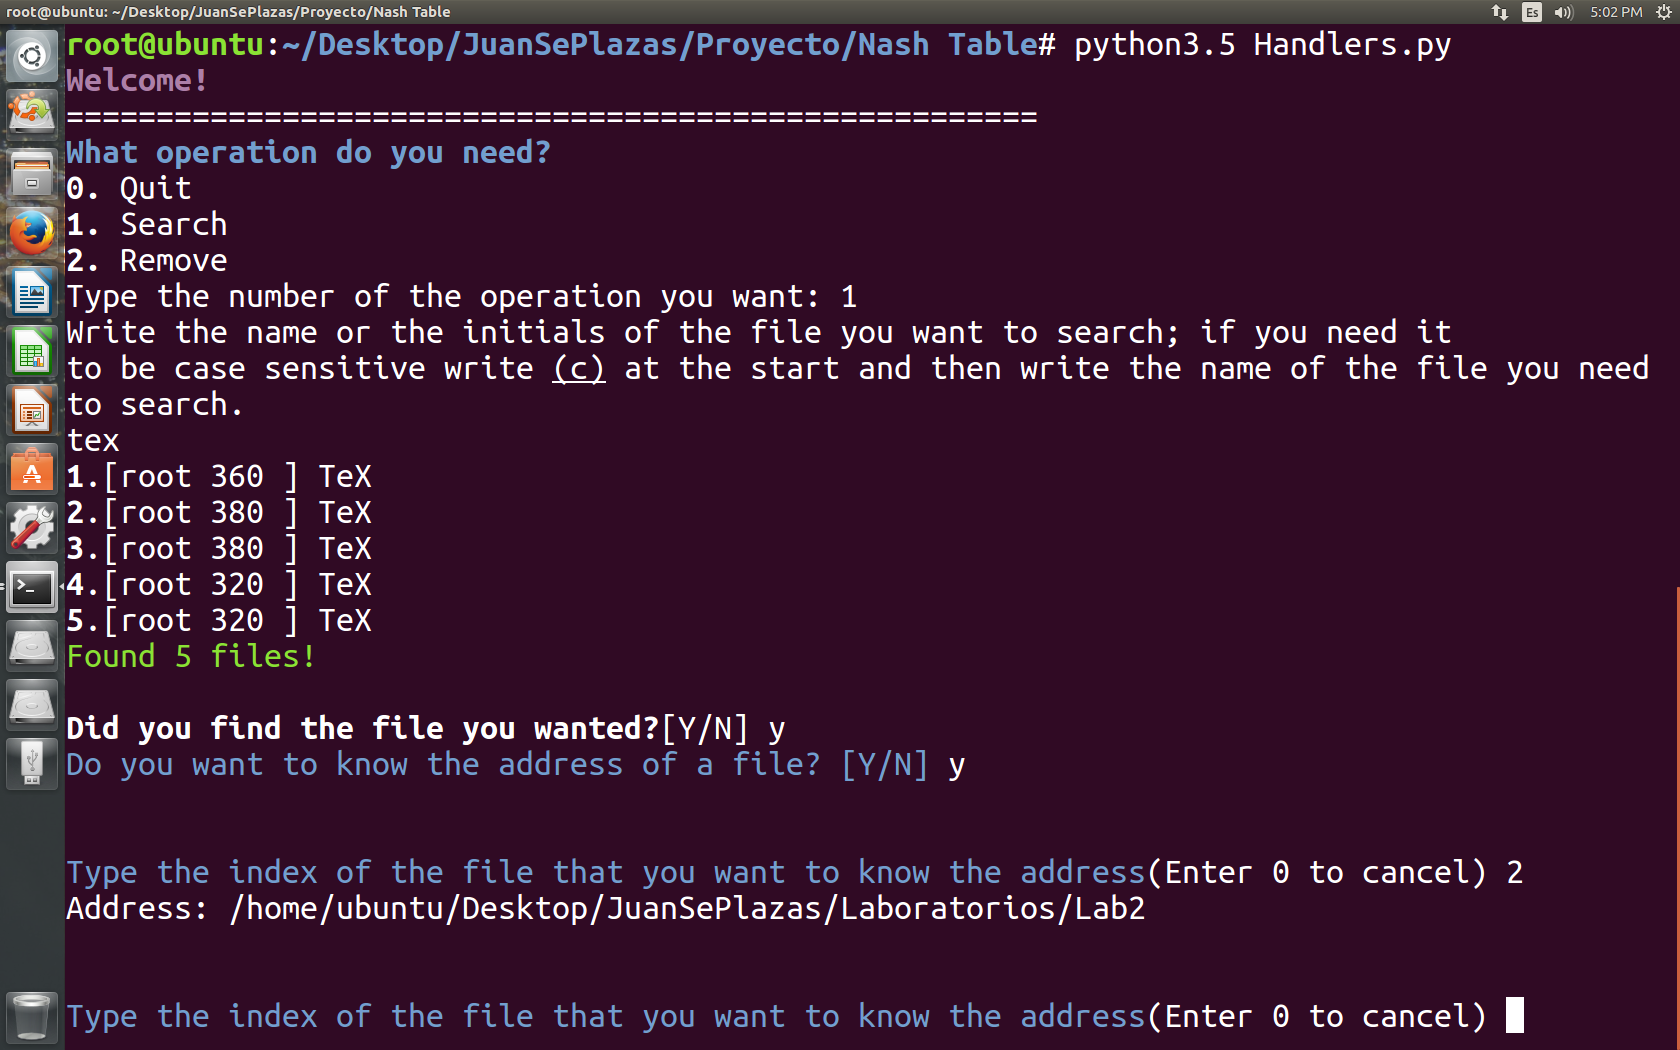 root@ubuntu: ~/Desktop/JuanSePlazas/Proyecto/Nash Table
Es
5:02 PM
root@ubuntu:~/Desktop/JuanSePlazas/Proyecto/Nash Table# python3.5 Handlers.py
Welcome!
======================================================
What operation do you need?
0. Quit
1. Search
2. Remove
Type the number of the operation you want: 1
Write the name or the initials of the file you want to search; if you need it
to be case sensitive write (c) at the start and then write the name of the file you need
to search.
tex
1.[root 360 ] TeX
2.[root 380 ] TeX
3.[root 380 ] TeX
4.[root 320 ] TeX
5.[root 320 ] TeX
Found 5 files!
Did you find the file you wanted?[Y/N] y
Do you want to know the address of a file? [Y/N] y
Type the index of the file that you want to know the address(Enter 0 to cancel) 2
Address: /home/ubuntu/Desktop/JuanSePlazas/Laboratorios/Lab2
Type the index of the file that you want to know the address(Enter 0 to cancel)